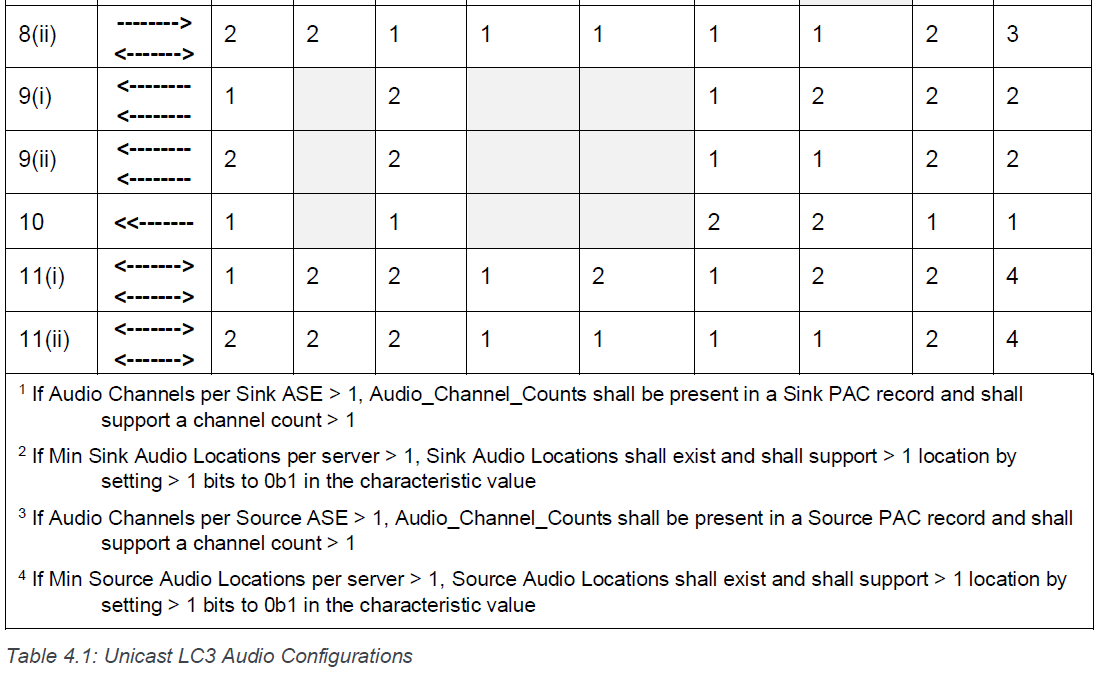 8(ii) --------> 2 2 1 1 1 1 1 2 3
<------->
9(i) <-------- 1 2 1 2 2 2
<--------
9(ii) <-------- 2 2 1 1 2 2
<--------
10 <<------- 1 1 2 2 1 1
11(i) <-------> 1 2 2 1 2 1 2 2 4
<------->
11(ii) <-------> 2 2 2 1 1 1 1 2 4
<------->
1 If Audio Channels per Sink ASE > 1, Audio_Channel_Counts shall be present in a Sink PAC record and shall
support a channel count > 1
2 If Min Sink Audio Locations per server > 1, Sink Audio Locations shall exist and shall support > 1 location by
setting > 1 bits to 0b1 in the characteristic value
3 If Audio Channels per Source ASE > 1, Audio_Channel_Counts shall be present in a Source PAC record and shall
support a channel count > 1
4 If Min Source Audio Locations per server > 1, Source Audio Locations shall exist and shall support > 1 location by
setting > 1 bits to 0b1 in the characteristic value
Table 4.1: Unicast LC3 Audio Configurations